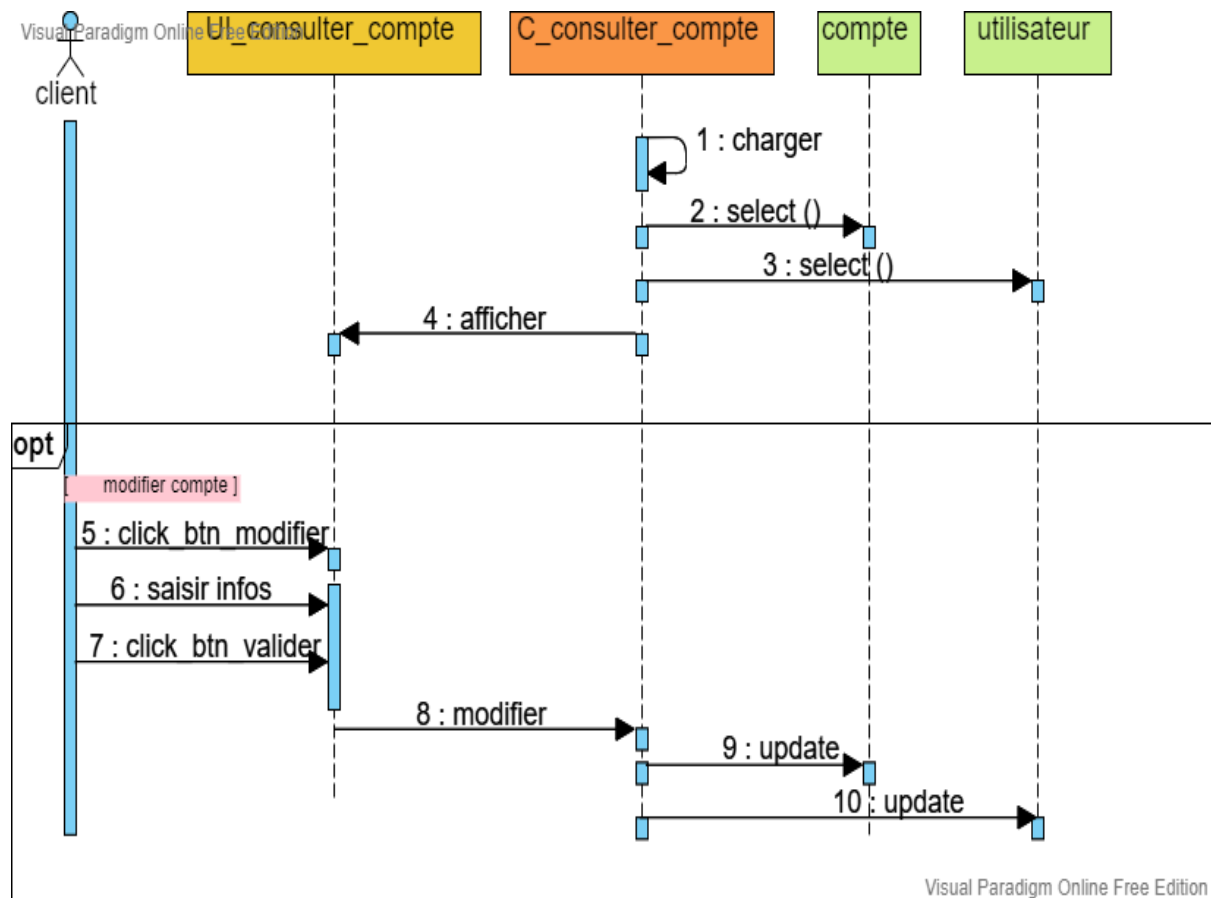 Visual Paradigm Online Free Edition
client
UI_consulter_compte
C_consulter_compte
compte
utilisateur
1 : charger
2 : select ()
3 : select ()
4 : afficher
opt
[ modifier compte ]
5 : click_btn_modifier
6 : saisir infos
7 : click_btn_valider
8 : modifier
9 : update
10 : update
Visual Paradigm Online Free Edition